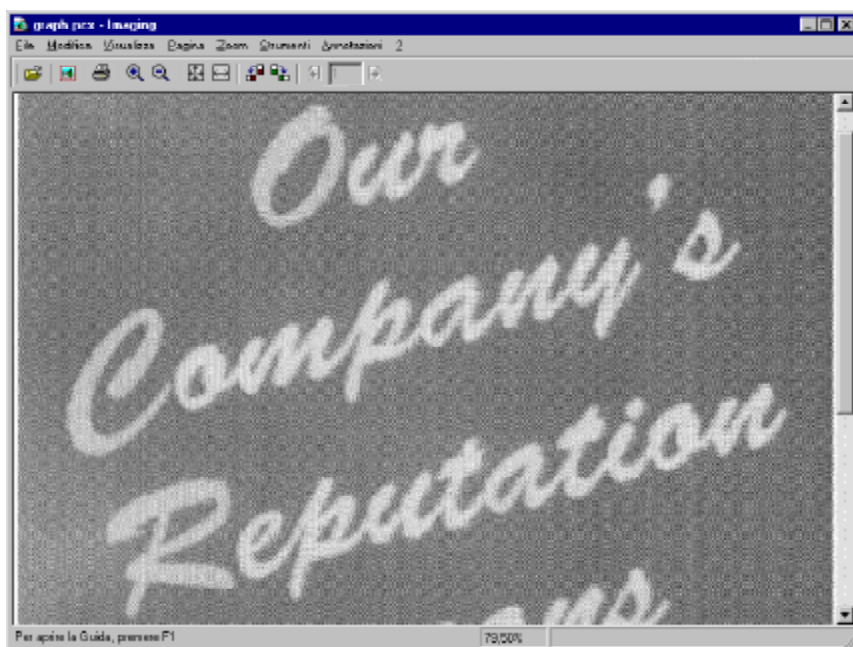 graph.pcx - Imaging
File Modifica Visualizza Pagina Zoom Strumenti Annotazioni ?
1
Our
Company's
Reputation
Per aprire la Guida, premere F1
79,50%